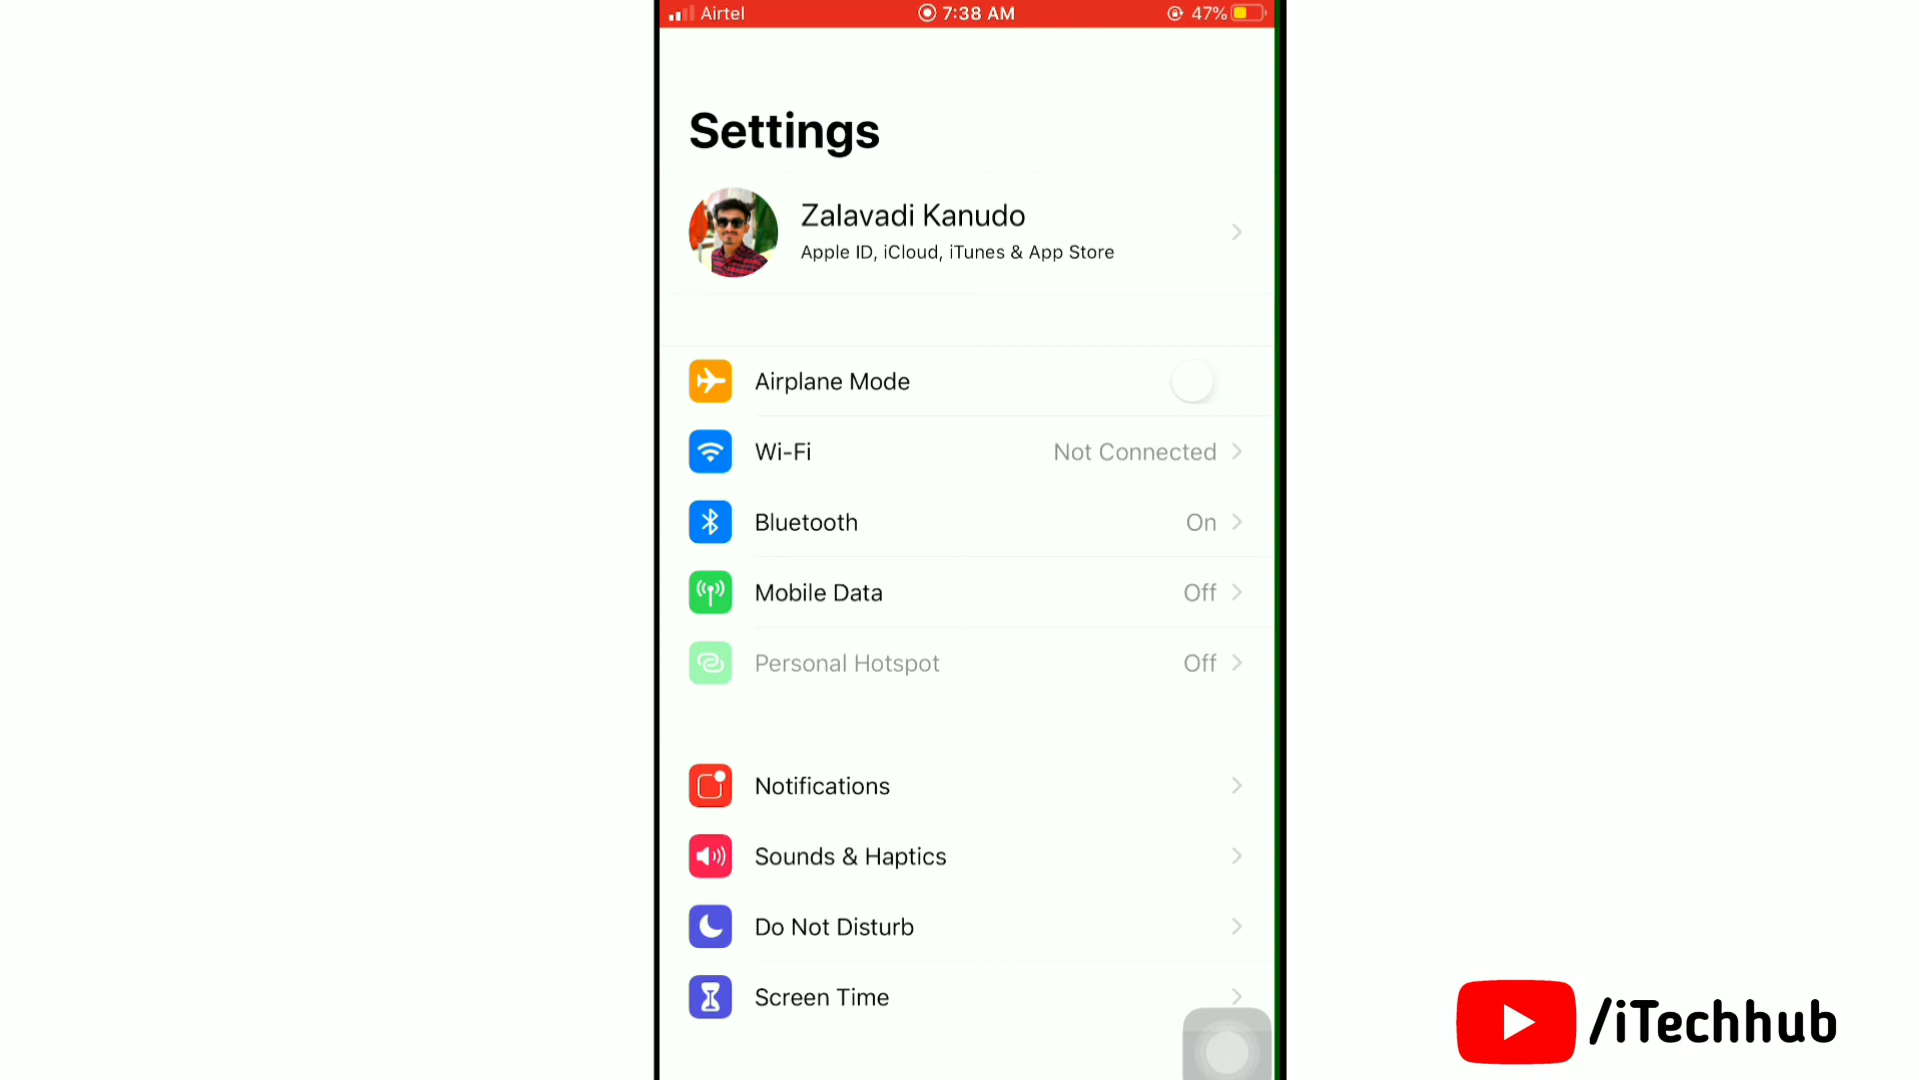 Airtel 7:38 AM 47%
Settings
Zalavadi Kanudo
Apple ID, iCloud, iTunes & App Store
Airplane Mode
Wi-Fi Not Connected
Bluetooth On
Mobile Data Off
Personal Hotspot Off
Notifications
Sounds & Haptics
Do Not Disturb
Screen Time
/iTechhub